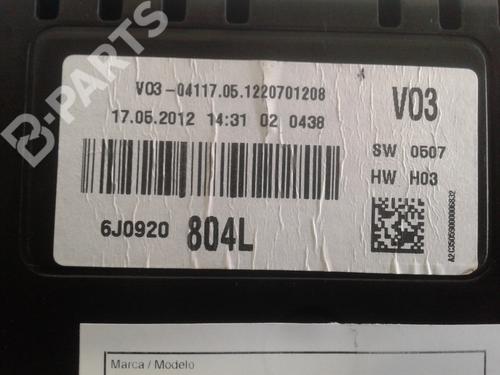 B-PARTS
V03-04117.05.1220701208
17.05.2012 14:31 02 0438
V03
SW 0507
HW H03
6J0920 804L
A2C35059000006832
Marca / Modelo